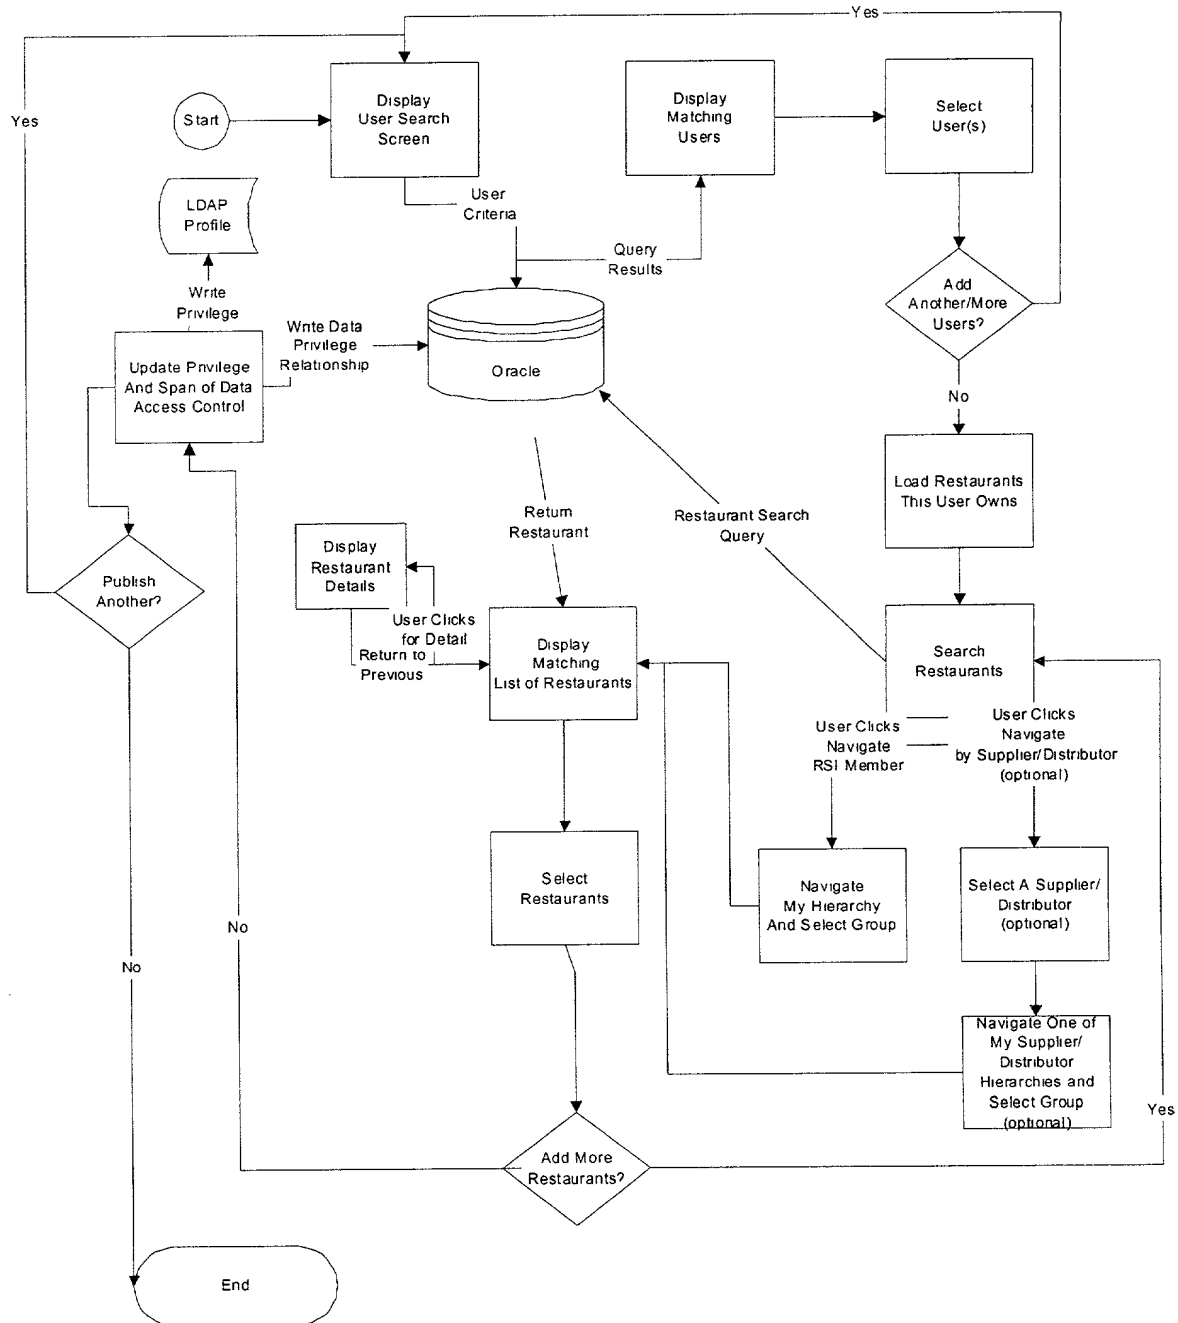 Yes
Yes
Start
Display
User Search
Screen
Display
Matching
Users
Select
User(s)
LDAP
Profile
User
Criteria
Query
Results
Write
Privilege
Write Data
Privilege
Relationship
Add
Another/More
Users?
Update Privilege
And Span of Data
Access Control
Oracle
No
Load Restaurants
This User Owns
Return
Restaurant
Restaurant Search
Query
Display
Restaurant
Details
Publish
Another?
User Clicks
for Detail
Return to
Previous
Display
Matching
List of Restaurants
Search
Restaurants
User Clicks
Navigate
RSI Member
User Clicks
Navigate
by Supplier/Distributor
(optional)
Select
Restaurants
Navigate
My Hierarchy
And Select Group
Select A Supplier/
Distributor
(optional)
No
No
Navigate One of
My Supplier/
Distributor
Hierarchies and
Select Group
(optional)
Yes
Add More
Restaurants?
End